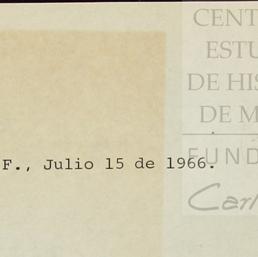 CENT
ESTU
DE HIS
DE M
F., Julio 15 de 1966.
FUND
Carl